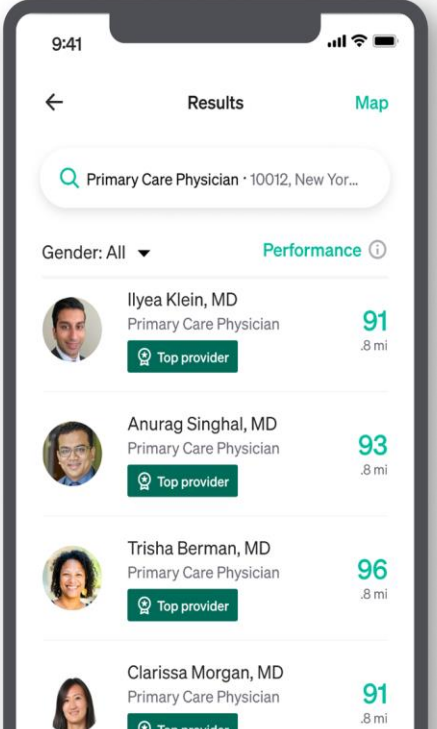 9:41
Results
Map
Primary Care Physician · 10012, New Yor...
Gender: All
Performance
Ilyea Klein, MD
Primary Care Physician
91
Top provider
.8 mi
Anurag Singhal, MD
Primary Care Physician
93
Top provider
.8 mi
Trisha Berman, MD
Primary Care Physician
96
Top provider
.8 mi
Clarissa Morgan, MD
Primary Care Physician
91
Top provider
.8 mi